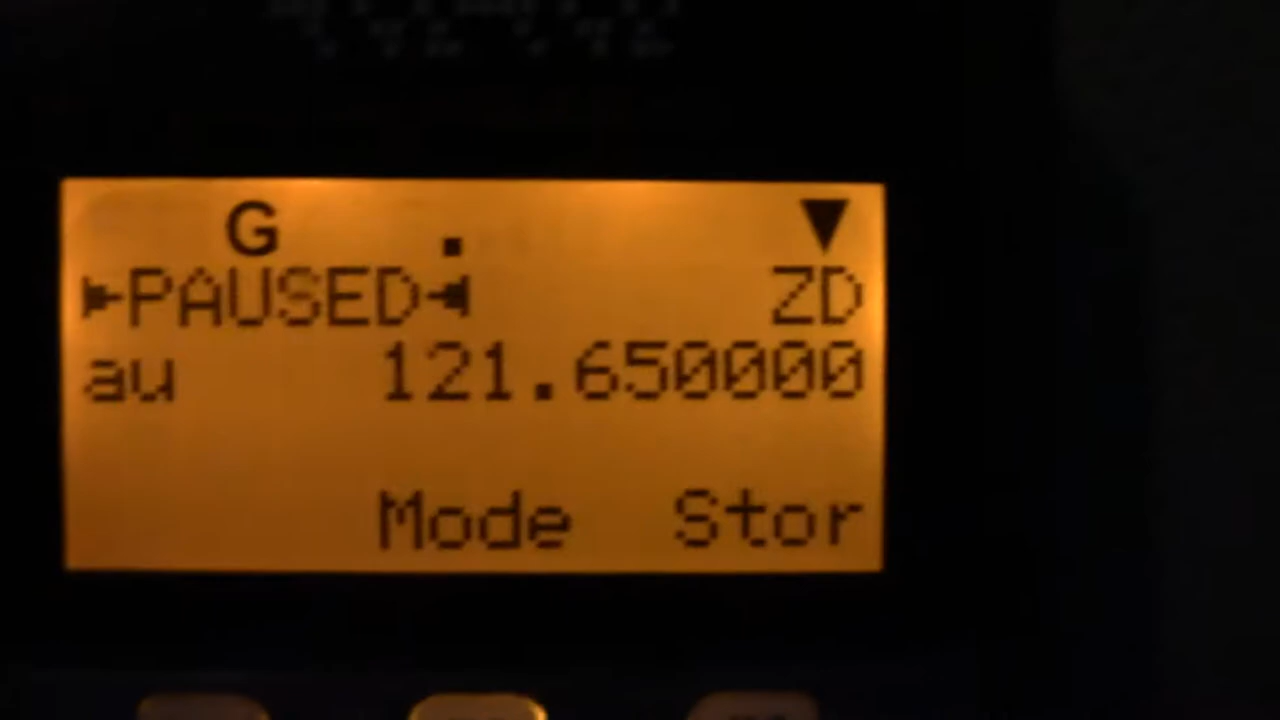 G . ▼
PAUSED ZD
au 121.650000
Mode Stor